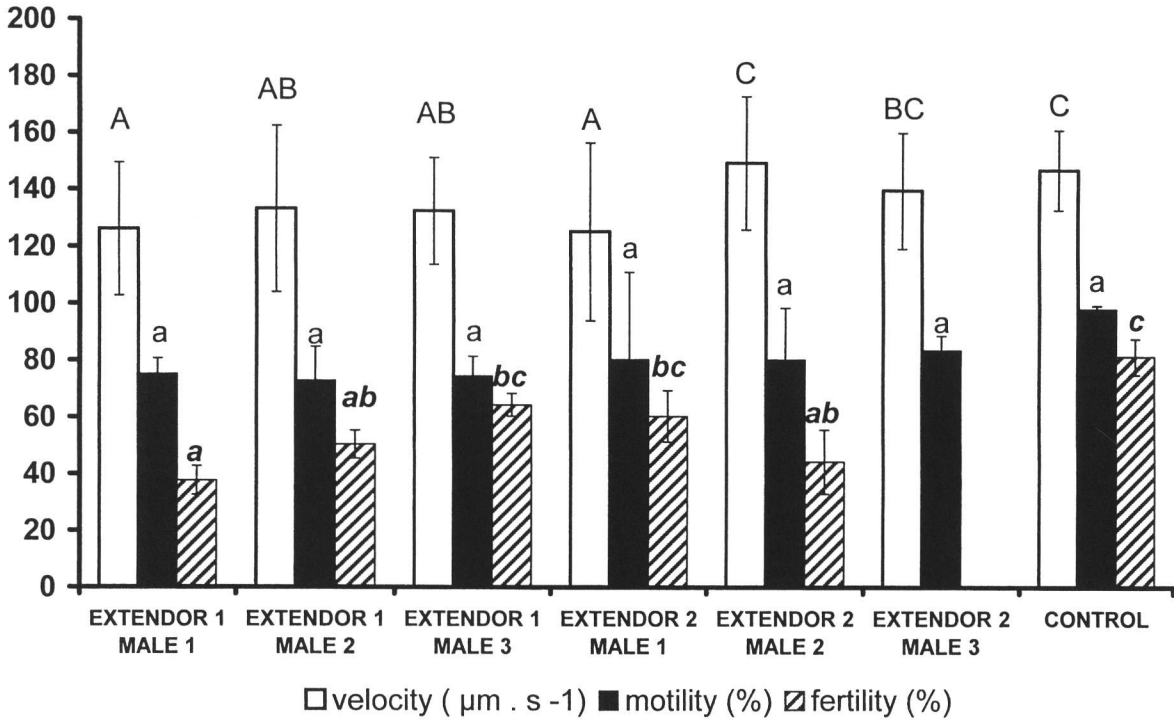 200
180
160
140
120
100
80
60
40
20
0
A
AB
AB
A
C
BC
C
a
a
a
a
a
a
a
a
ab
bc
bc
ab
c
EXTENDOR 1 MALE 1
EXTENDOR 1 MALE 2
EXTENDOR 1 MALE 3
EXTENDOR 2 MALE 1
EXTENDOR 2 MALE 2
EXTENDOR 2 MALE 3
CONTROL
velocity ( µm . s -1) motility (%) fertility (%)